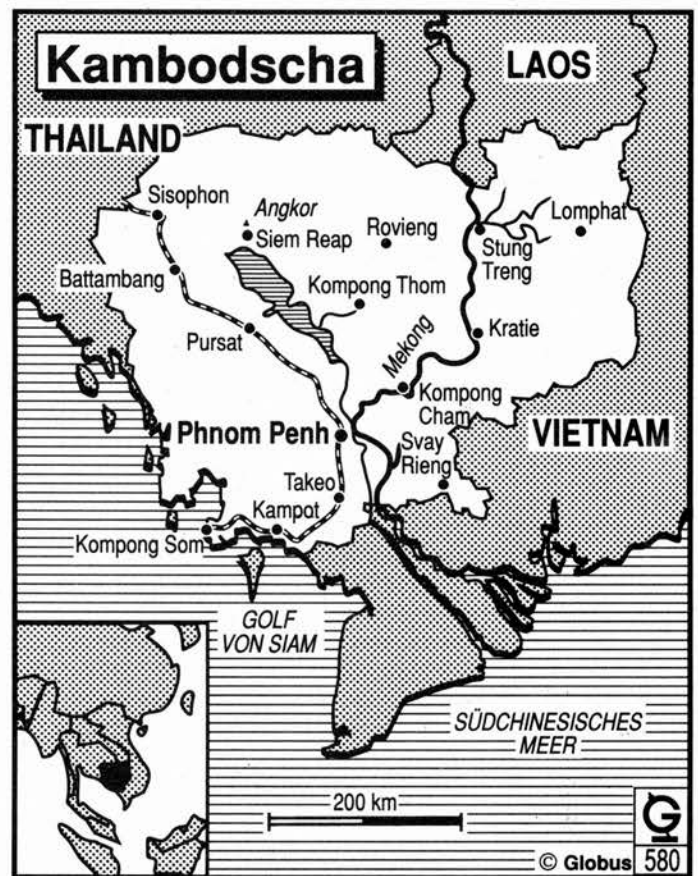 Kambodscha
LAOS
THAILAND
Sisophon
Angkor
Siem Reap
Rovieng
Lomphat
Stung
Treng
Battambang
Kompong Thom
Pursat
Mekong
Kratie
Kompong
Cham
Phnom Penh
Svay
Rieng
VIETNAM
Takeo
Kampot
Kompong Som
GOLF
VON SIAM
SÜDCHINESISCHES
MEER
200 km
G
© Globus
580